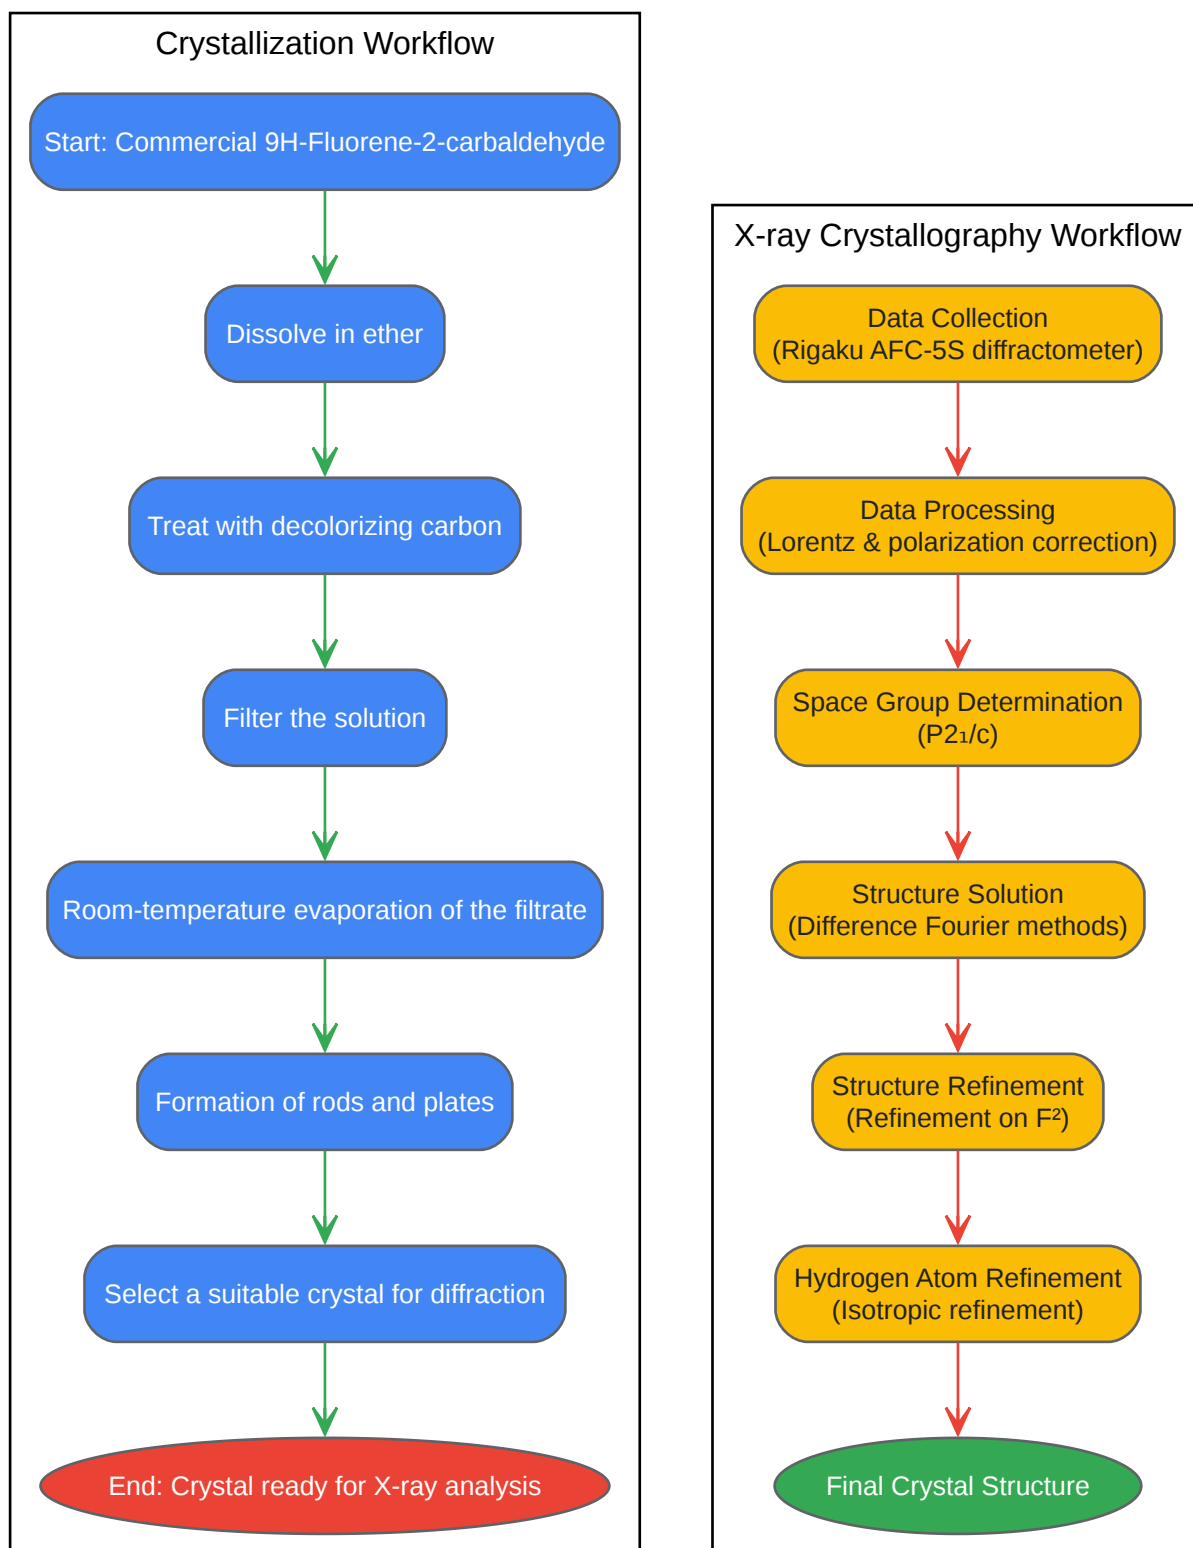 Crystallization Workflow
Start: Commercial 9H-Fluorene-2-carbaldehyde
Dissolve in ether
Treat with decolorizing carbon
Filter the solution
Room-temperature evaporation of the filtrate
Formation of rods and plates
Select a suitable crystal for diffraction
End: Crystal ready for X-ray analysis
X-ray Crystallography Workflow
Data Collection
(Rigaku AFC-5S diffractometer)
Data Processing
(Lorentz & polarization correction)
Space Group Determination
(P2₁/c)
Structure Solution
(Difference Fourier methods)
Structure Refinement
(Refinement on F²)
Hydrogen Atom Refinement
(Isotropic refinement)
Final Crystal Structure